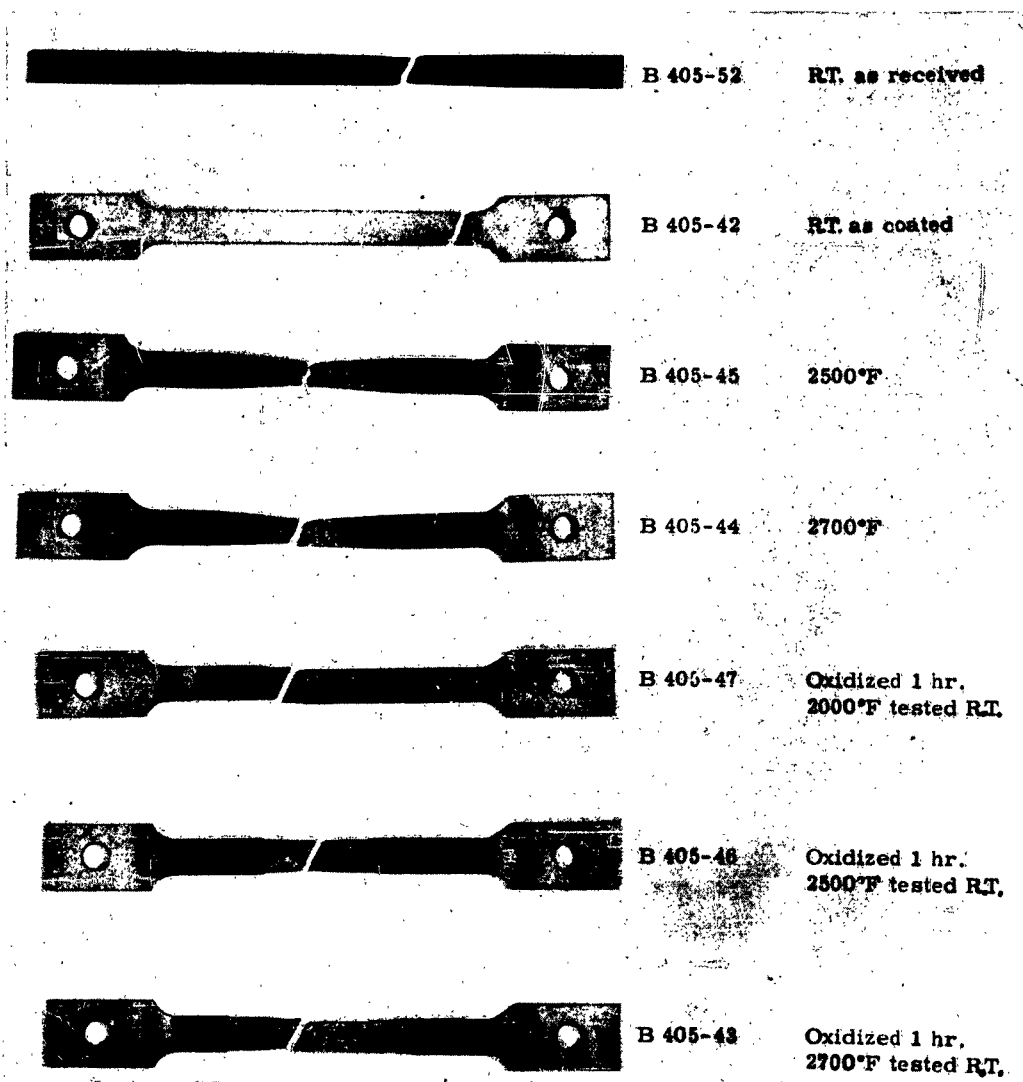 B 405-52 RT. as received
B 405-42 RT. as coated
B 405-45 2500°F
B 405-44 2700°F
B 405-47 Oxidized 1 hr.
2000°F tested RT.
B 405-46 Oxidized 1 hr.
2500°F tested RT.
B 405-43 Oxidized 1 hr.
2700°F tested RT.